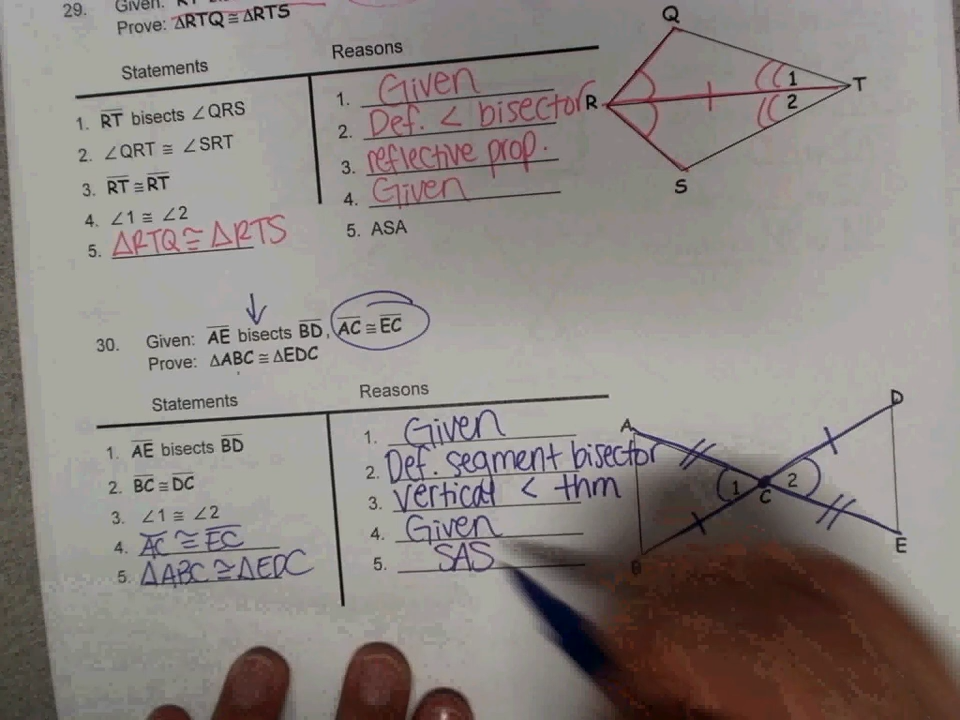 29. Given:
Prove: ΔRTQ ≅ ΔRTS
Statements Reasons
1. RT bisects ∠QRS 1. Given
2. ∠QRT ≅ ∠SRT 2. Def. < bisector
3. RT ≅ RT 3. reflective prop.
4. ∠1 ≅ ∠2 4. Given
5. ΔRTQ ≅ ΔRTS 5. ASA
Q
R 1 T
2
S
30. Given: AE bisects BD, AC ≅ EC
Prove: ΔABC ≅ ΔEDC
Statements Reasons
1. AE bisects BD 1. Given
2. BC ≅ DC 2. Def. segment bisector
3. ∠1 ≅ ∠2 3. Vertical < thm
4. AC ≅ EC 4. Given
5. ΔABC ≅ ΔEDC 5. SAS
A D
1 C 2
B E